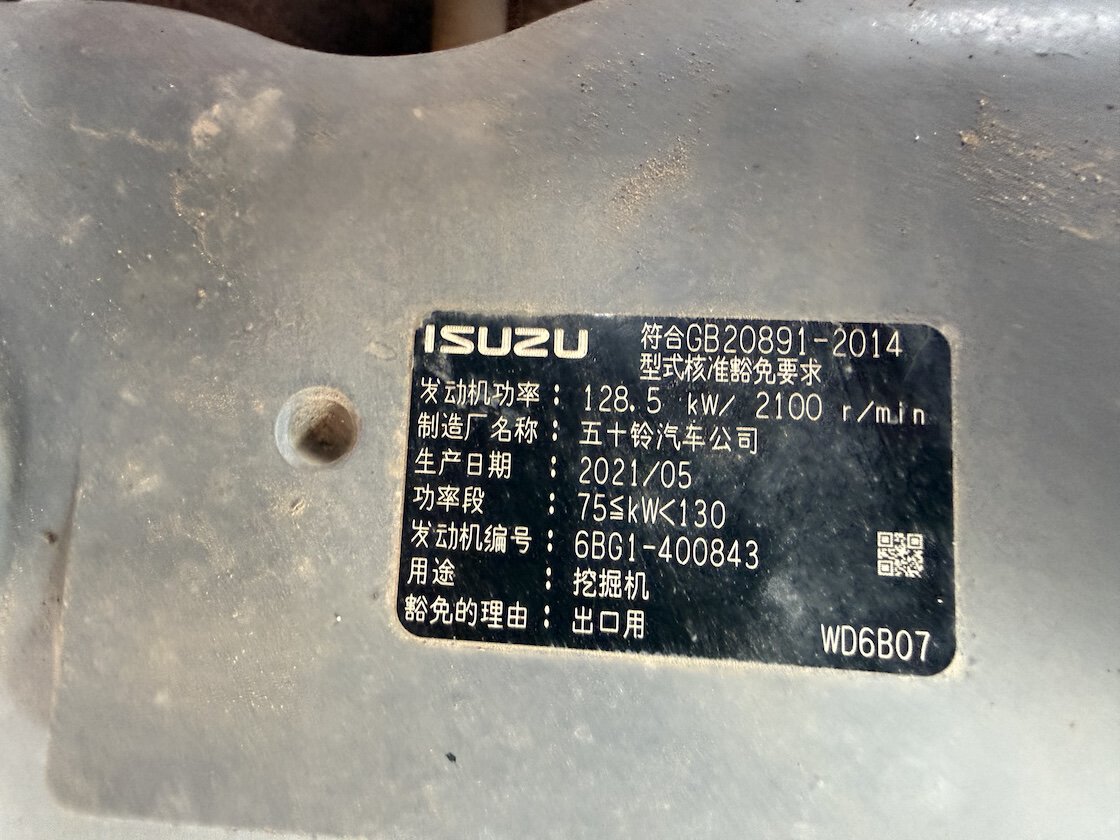 ISUZU
符合GB20891-2014
型式核准豁免要求
发动机功率 : 128.5 kW/ 2100 r/min
制造厂名称 : 五十铃汽车公司
生产日期 : 2021/05
功率段 : 75≦kW<130
发动机编号 : 6BG1-400843
用途 : 挖掘机
豁免的理由 : 出口用
WD6B07